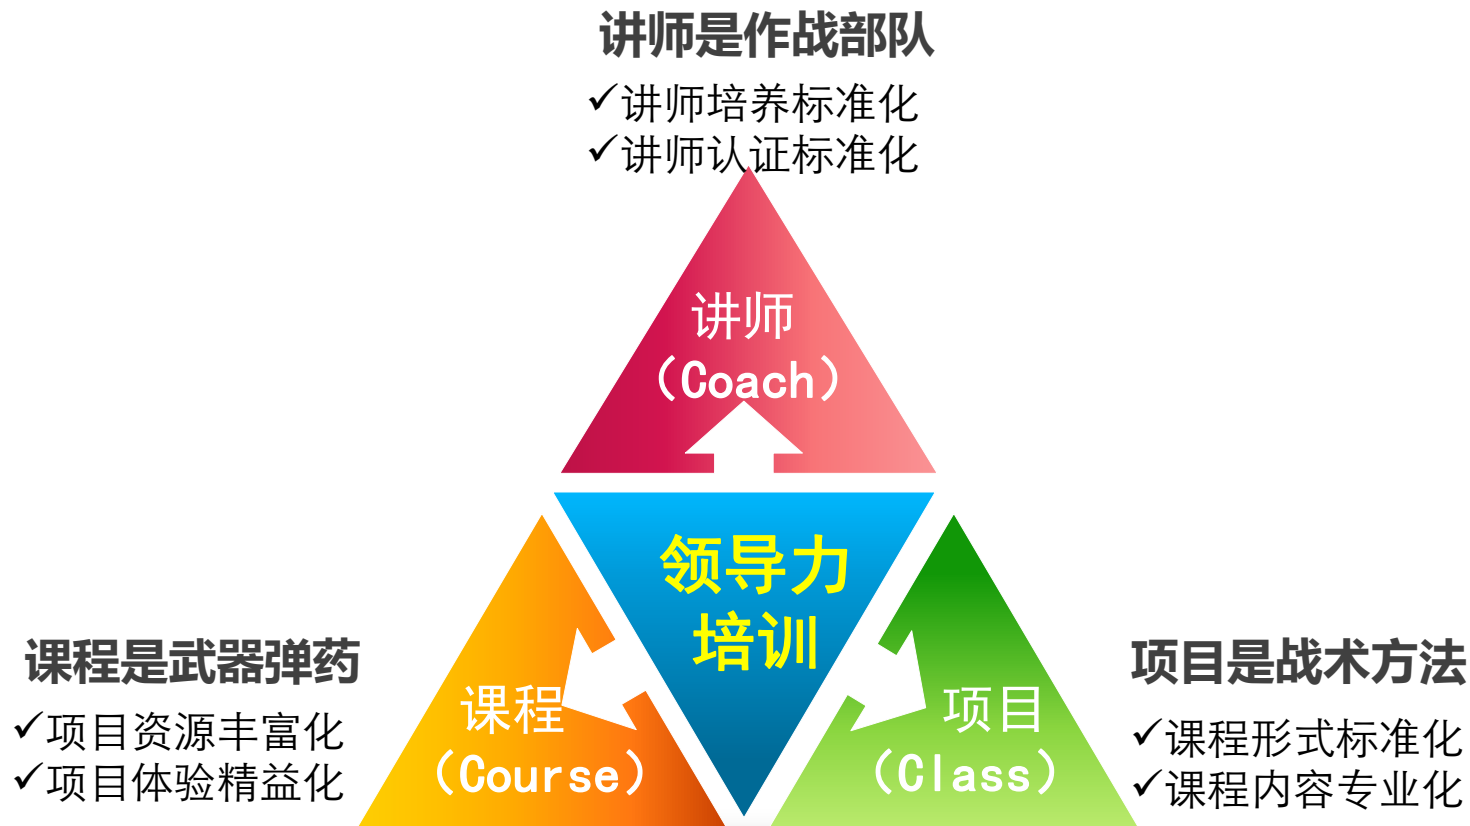 讲师是作战部队
✓讲师培养标准化
✓讲师认证标准化
讲师
（Coach）
领导力
培训
课程是武器弹药
✓项目资源丰富化
✓项目体验精益化
课程
（Course）
项目
（Class）
项目是战术方法
✓课程形式标准化
✓课程内容专业化